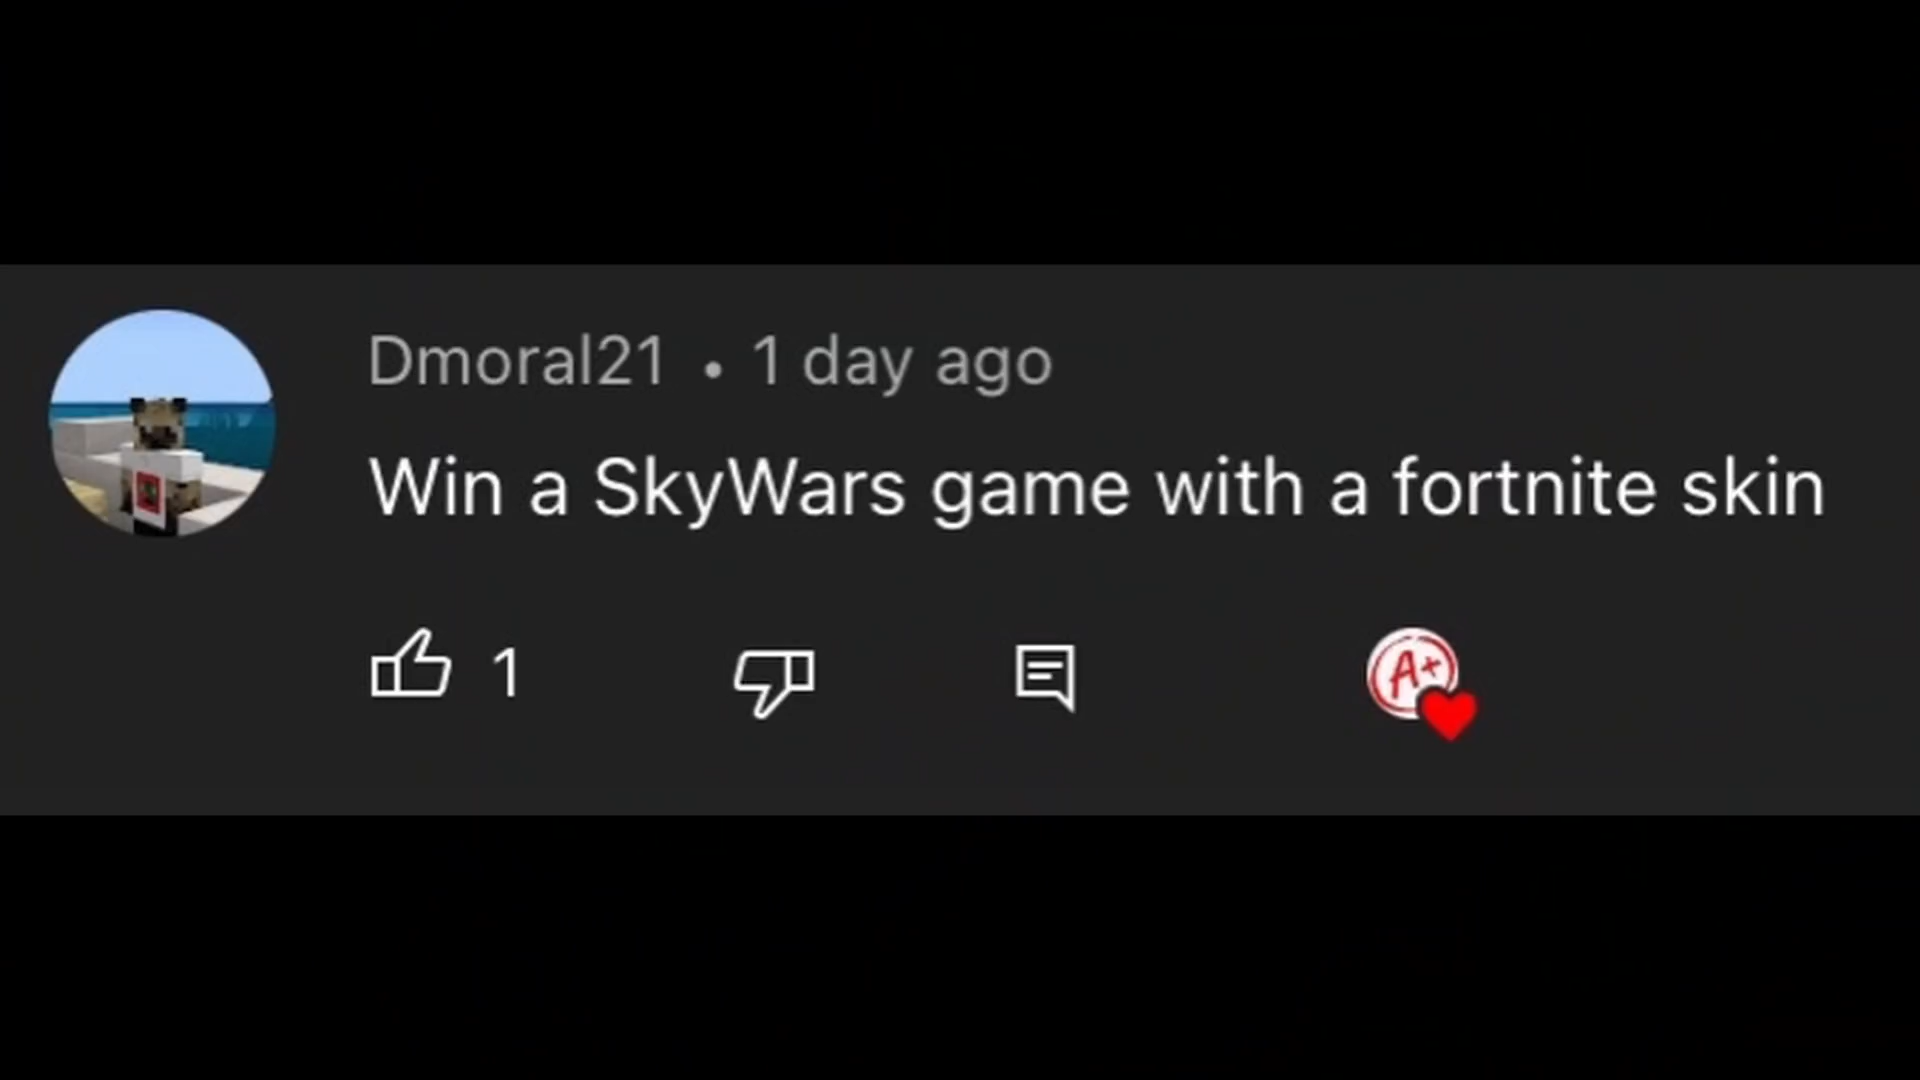 Dmoral21 • 1 day ago
Win a SkyWars game with a fortnite skin
1
A+